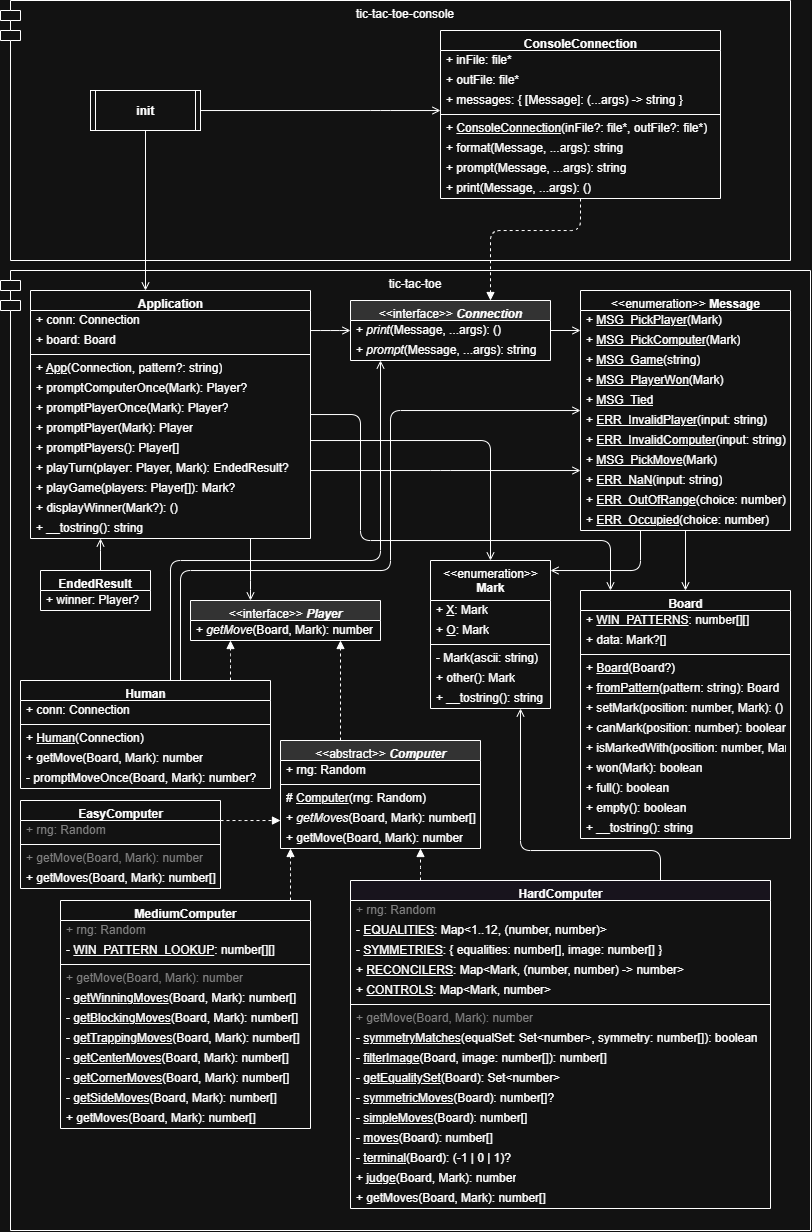 tic-tac-toe-console
ConsoleConnection
+ inFile: file*
+ outFile: file*
+ messages: { [Message]: (...args) -> string }
+ ConsoleConnection(inFile?: file*, outFile?: file*)
+ format(Message, ...args): string
+ prompt(Message, ...args): string
+ print(Message, ...args): ()
init
tic-tac-toe
Application
+ conn: Connection
+ board: Board
+ App(Connection, pattern?: string)
+ promptComputerOnce(Mark): Player?
+ promptPlayerOnce(Mark): Player?
+ promptPlayer(Mark): Player
+ promptPlayers(): Player[]
+ playTurn(player: Player, Mark): EndedResult?
+ playGame(players: Player[]): Mark?
+ displayWinner(Mark?): ()
+ __tostring(): string
<<interface>> Connection
+ print(Message, ...args): ()
+ prompt(Message, ...args): string
<<enumeration>> Message
+ MSG_PickPlayer(Mark)
+ MSG_PickComputer(Mark)
+ MSG_Game(string)
+ MSG_PlayerWon(Mark)
+ MSG_Tied
+ ERR_InvalidPlayer(input: string)
+ ERR_InvalidComputer(input: string)
+ MSG_PickMove(Mark)
+ ERR_NaN(input: string)
+ ERR_OutOfRange(choice: number)
+ ERR_Occupied(choice: number)
EndedResult
+ winner: Player?
<<interface>> Player
+ getMove(Board, Mark): number
<<enumeration>>
Mark
+ X: Mark
+ O: Mark
- Mark(ascii: string)
+ other(): Mark
+ __tostring(): string
Board
+ WIN_PATTERNS: number[][]
+ data: Mark?[]
+ Board(Board?)
+ fromPattern(pattern: string): Board
+ setMark(position: number, Mark): ()
+ canMark(position: number): boolear
+ isMarkedWith(position: number, Mar
+ won(Mark): boolean
+ full(): boolean
+ empty(): boolean
+ __tostring(): string
Human
+ conn: Connection
+ Human(Connection)
+ getMove(Board, Mark): number
- promptMoveOnce(Board, Mark): number?
<<abstract>> Computer
+ rng: Random
# Computer(rng: Random)
+ getMoves(Board, Mark): number[]
+ getMove(Board, Mark): number
EasyComputer
+ rng: Random
+ getMove(Board, Mark): number
+ getMoves(Board, Mark): number[]
MediumComputer
+ rng: Random
- WIN_PATTERN_LOOKUP: number[][]
+ getMove(Board, Mark): number
- getWinningMoves(Board, Mark): number[]
- getBlockingMoves(Board, Mark): number[]
- getTrappingMoves(Board, Mark): number[]
- getCenterMoves(Board, Mark): number[]
- getCornerMoves(Board, Mark): number[]
- getSideMoves(Board, Mark): number[]
+ getMoves(Board, Mark): number[]
HardComputer
+ rng: Random
- EQUALITIES: Map<1..12, (number, number)>
- SYMMETRIES: { equalities: number[], image: number[] }
+ RECONCILERS: Map<Mark, (number, number) -> number>
+ CONTROLS: Map<Mark, number>
+ getMove(Board, Mark): number
- symmetryMatches(equalSet: Set<number>, symmetry: number[]): boolean
- filterImage(Board, image: number[]): number[]
- getEqualitySet(Board): Set<number>
- symmetricMoves(Board): number[]?
- simpleMoves(Board): number[]
- moves(Board): number[]
- terminal(Board): (-1 | 0 | 1)?
+ judge(Board, Mark): number
+ getMoves(Board, Mark): number[]